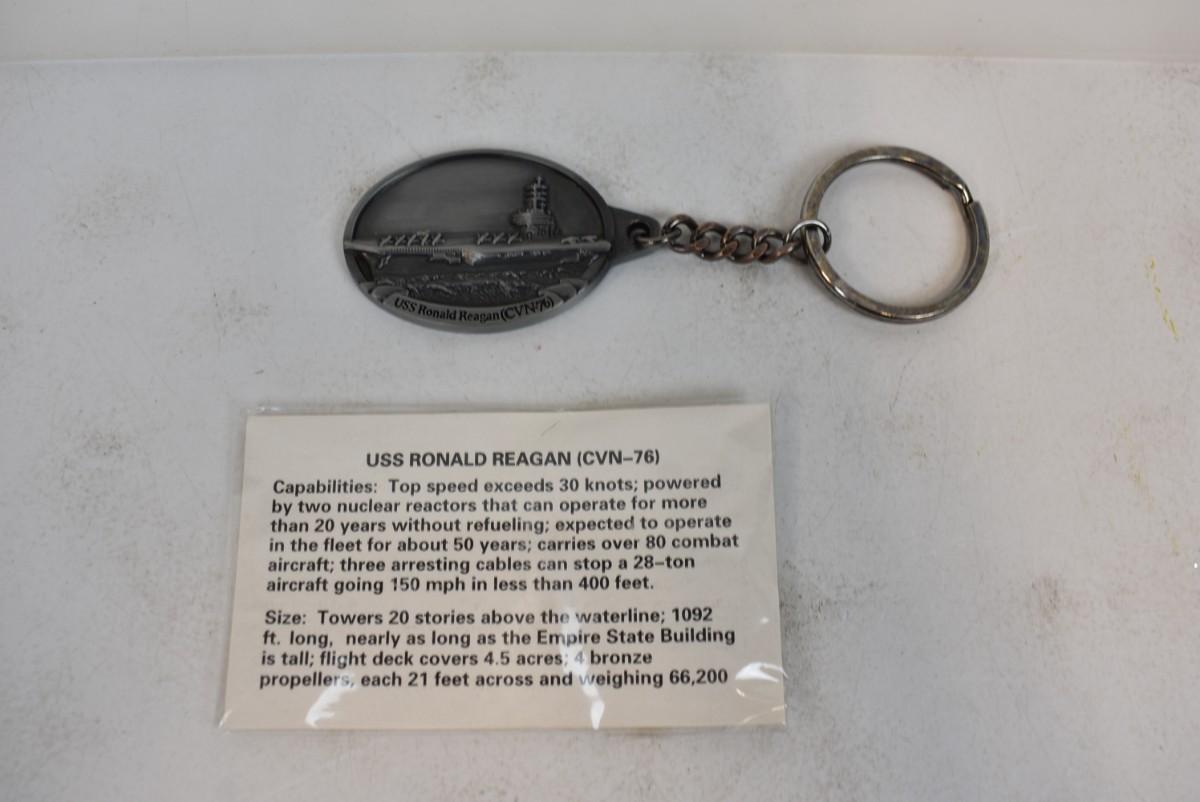 USS Ronald Reagan (CVN-76)
USS RONALD REAGAN (CVN–76)
Capabilities: Top speed exceeds 30 knots; powered
by two nuclear reactors that can operate for more
than 20 years without refueling; expected to operate
in the fleet for about 50 years; carries over 80 combat
aircraft; three arresting cables can stop a 28–ton
aircraft going 150 mph in less than 400 feet.
Size: Towers 20 stories above the waterline; 1092
ft. long, nearly as long as the Empire State Building
is tall; flight deck covers 4.5 acres; 4 bronze
propellers, each 21 feet across and weighing 66,200